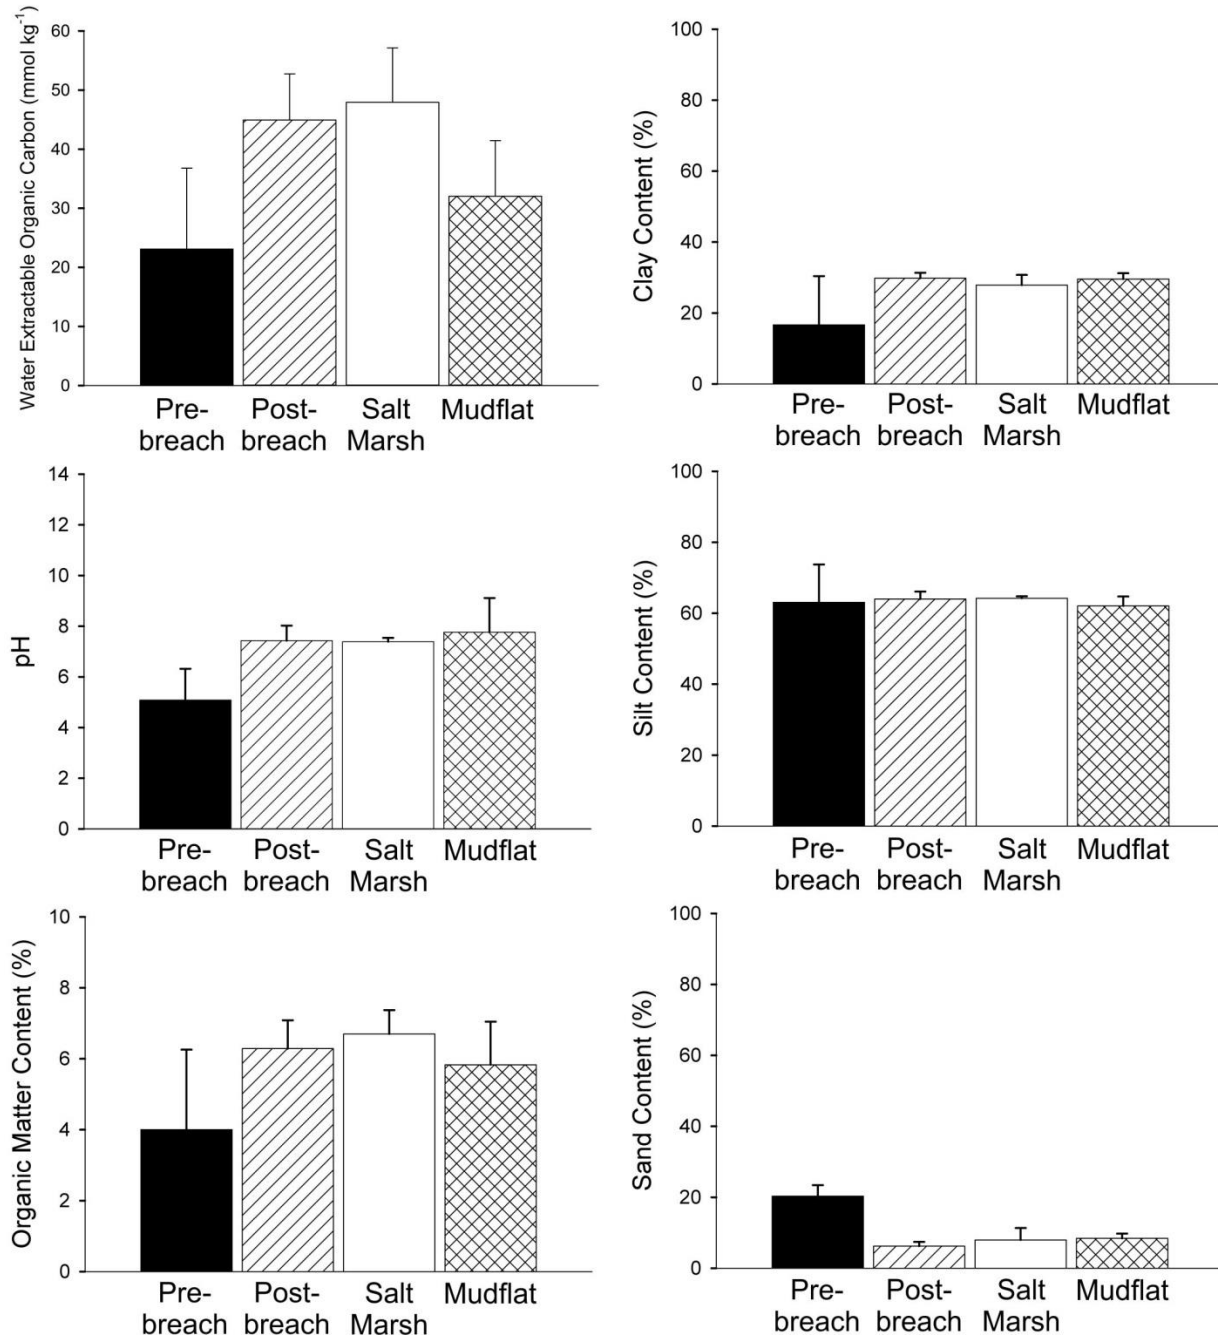 Water Extractable Organic Carbon (mmol kg⁻¹)
60
50
40
30
20
10
0
Pre-
breach
Post-
breach
Salt
Marsh
Mudflat
Clay Content (%)
100
80
60
40
20
0
Pre-
breach
Post-
breach
Salt
Marsh
Mudflat
pH
14
12
10
8
6
4
2
0
Pre-
breach
Post-
breach
Salt
Marsh
Mudflat
Silt Content (%)
100
80
60
40
20
0
Pre-
breach
Post-
breach
Salt
Marsh
Mudflat
Organic Matter Content (%)
10
8
6
4
2
0
Pre-
breach
Post-
breach
Salt
Marsh
Mudflat
Sand Content (%)
100
80
60
40
20
0
Pre-
breach
Post-
breach
Salt
Marsh
Mudflat